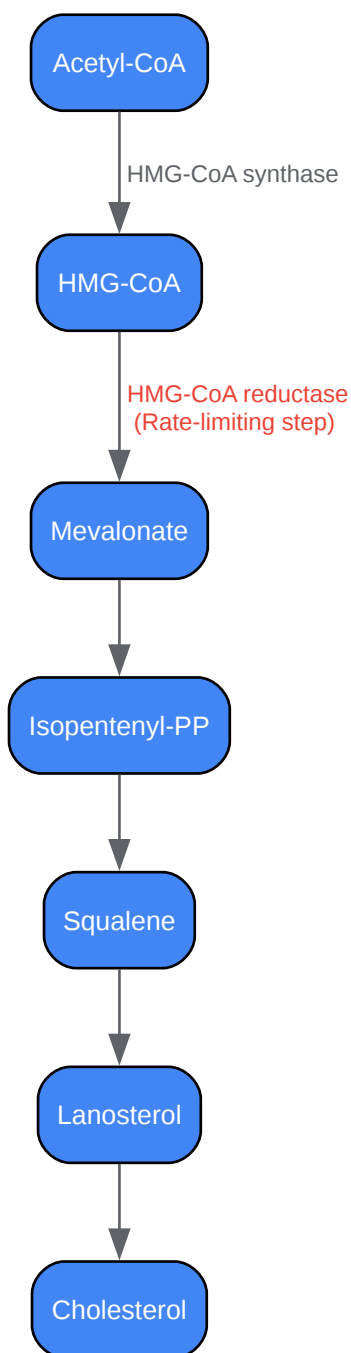 Acetyl-CoA
HMG-CoA synthase
HMG-CoA
HMG-CoA reductase
(Rate-limiting step)
Mevalonate
Isopentenyl-PP
Squalene
Lanosterol
Cholesterol